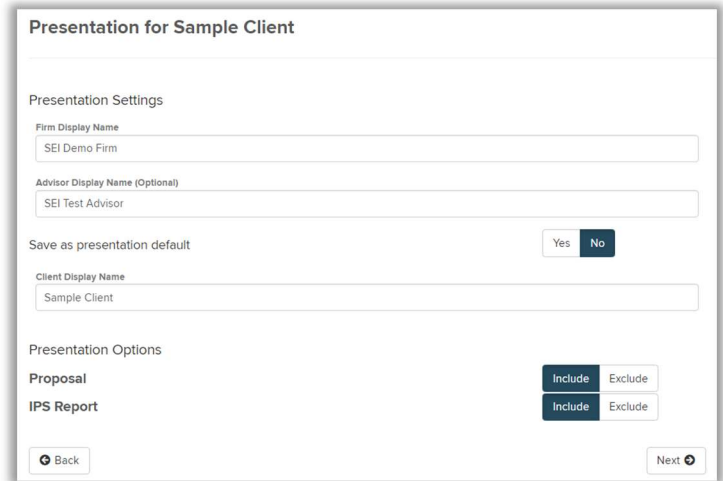 Presentation for Sample Client
Presentation Settings
Firm Display Name
SEI Demo Firm
Advisor Display Name (Optional)
SEI Test Advisor
Save as presentation default Yes No
Client Display Name
Sample Client
Presentation Options
Proposal Include Exclude
IPS Report Include Exclude
Back Next